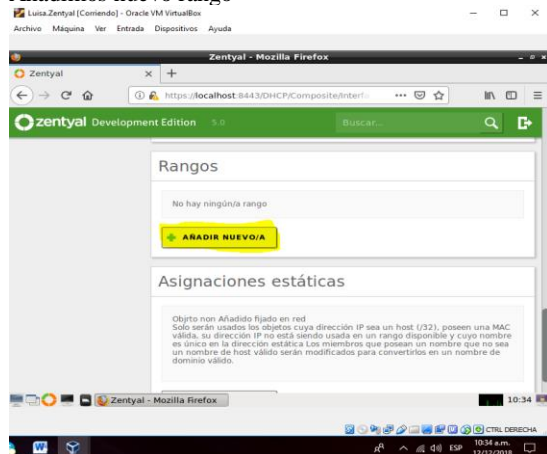 Añadimos nuevo rango
Luisa.Zentyal [Corriendo] - Oracle VM VirtualBox
Archivo Máquina Ver Entrada Dispositivos Ayuda
Zentyal - Mozilla Firefox
Zentyal
https://localhost:8443/DHCP/Composite/Interf
zentyal Development Edition 5.0 Buscar...
Rangos
No hay ningún/a rango
AÑADIR NUEVO/A
Asignaciones estáticas
Objrto non Añadido fijado en red
Solo serán usados los objetos cuya dirección IP sea un host (/32), poseen una MAC
válida, su dirección IP no está siendo usada en un rango disponible y cuyo nombre
es único en la dirección estática Los miembros que posean un nombre que no sea
un nombre de host válido serán modificados para convertirlos en un nombre de
dominio válido.
Zentyal - Mozilla Firefox 10:34
CTRL DERECHA
ESP 10:34 a.m.
12/12/2018